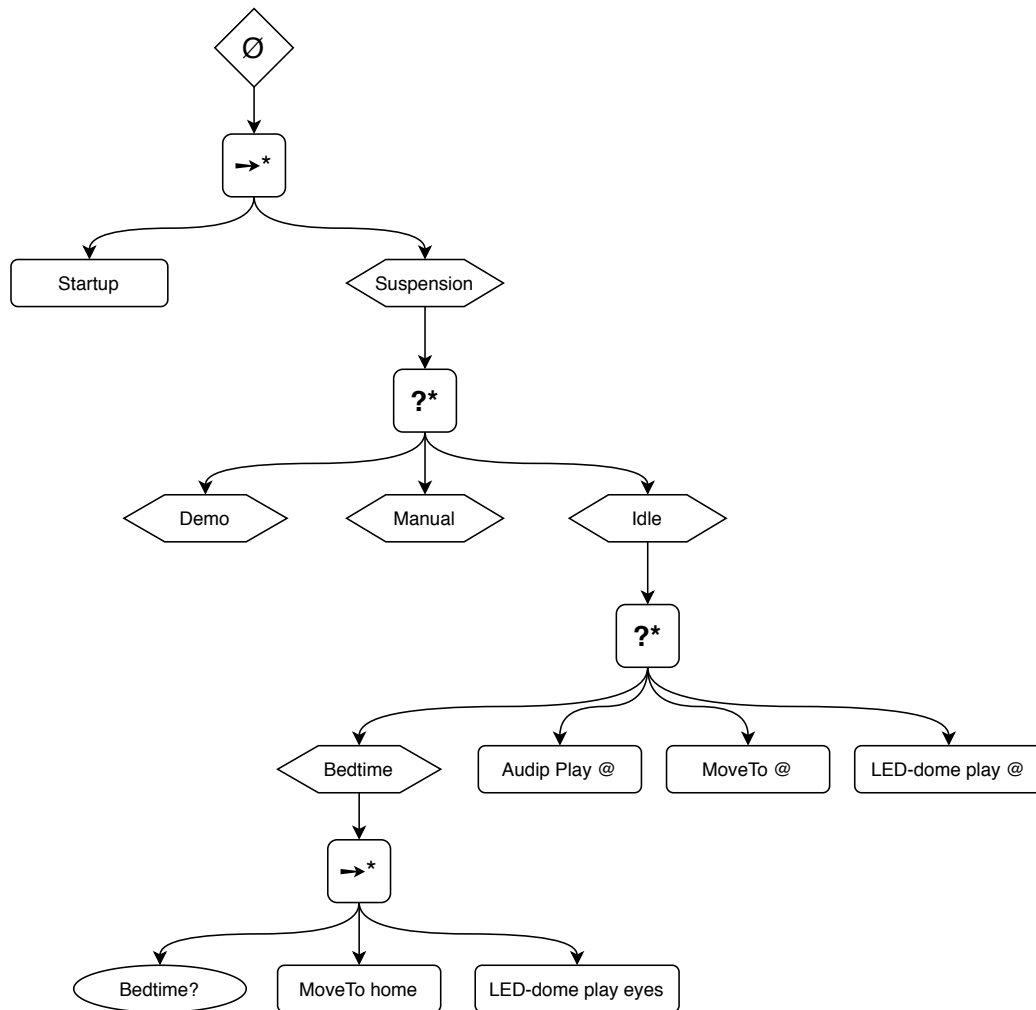 Ø
→*
Startup
Suspension
?*
Demo
Manual
Idle
?*
Bedtime
Audip Play @
MoveTo @
LED-dome play @
→*
Bedtime?
MoveTo home
LED-dome play eyes